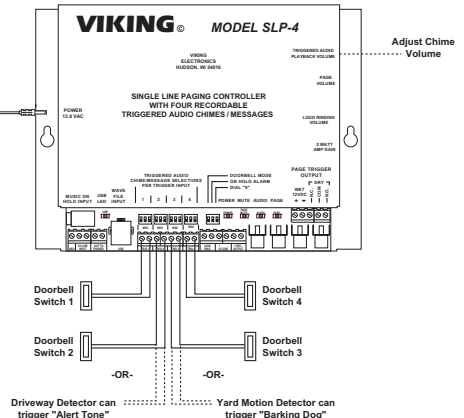 VIKING® MODEL SLP-4
VIKING
ELECTRONICS
HUDSON, WI 54016
TRIGGERED AUDIO
PLAYBACK VOLUME
Adjust Chime
Volume
PAGE
VOLUME
SINGLE LINE PAGING CONTROLLER
WITH FOUR RECORDABLE
TRIGGERED AUDIO CHIMES / MESSAGES
POWER
13.8 VAC
LOUD RINGING
VOLUME
2 WATT
AMP GAIN
TRIGGERED AUDIO
CHIME/MESSAGE SELECTIONS
PER TRIGGER INPUT
1 2 3 4
DOORBELL MODE
ON HOLD ALARM
DIAL "9"
PAGE TRIGGER
OUTPUT
DRY
WET
12VDC
+ -
N.C.
COM
N.O.
MUSIC ON
HOLD INPUT
USB
LED
WAVE
FILE
INPUT
POWER MUTE AUDIO PAGE
Doorbell
Switch 1
Doorbell
Switch 4
Doorbell
Switch 2
Doorbell
Switch 3
-OR- -OR-
Driveway Detector can
trigger "Alert Tone"
Yard Motion Detector can
trigger "Barking Dog"